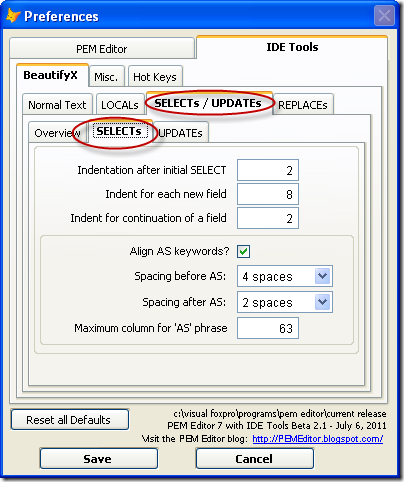 Preferences
PEM Editor IDE Tools
BeautifyX Misc. Hot Keys
Normal Text LOCALs SELECTs / UPDATEs REPLACEs
Overview SELECTs UPDATEs
Indentation after initial SELECT 2
Indent for each new field 8
Indent for continuation of a field 2
Align AS keywords?
Spacing before AS: 4 spaces
Spacing after AS: 2 spaces
Maximum column for 'AS' phrase 63
Reset all Defaults
c:\visual foxpro\programs\pem editor\current release
PEM Editor 7 with IDE Tools Beta 2.1 - July 6, 2011
Visit the PEM Editor blog: http://PEMEditor.blogspot.com/
Save Cancel